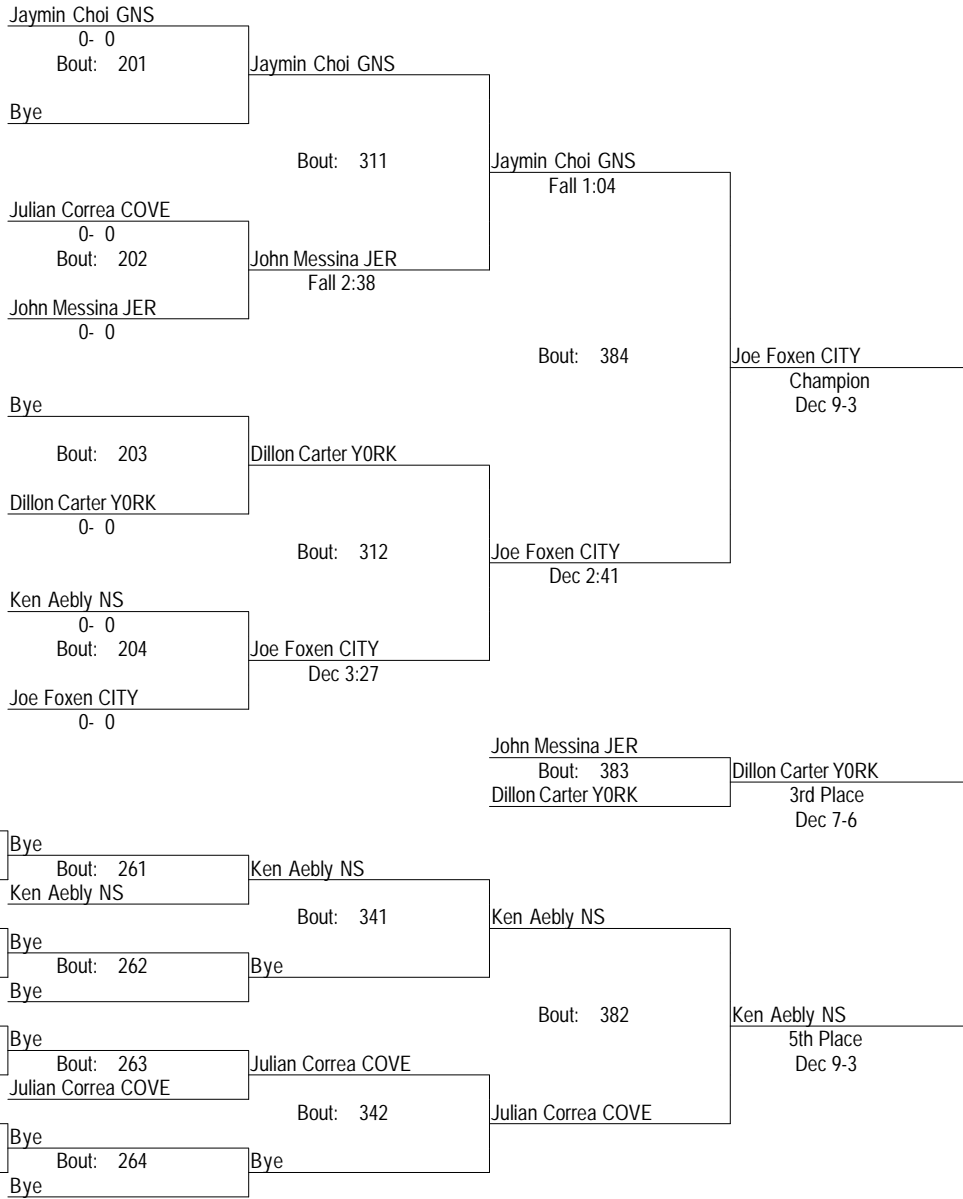 Jaymin Choi GNS
0- 0
Bout: 201
Jaymin Choi GNS
Bye
Bout: 311
Jaymin Choi GNS
Fall 1:04
Julian Correa COVE
0- 0
Bout: 202
John Messina JER
Fall 2:38
John Messina JER
0- 0
Bout: 384
Joe Foxen CITY
Champion
Dec 9-3
Bye
Bout: 203
Dillon Carter Y0RK
Dillon Carter Y0RK
0- 0
Bout: 312
Joe Foxen CITY
Dec 2:41
Ken Aebly NS
0- 0
Bout: 204
Joe Foxen CITY
Dec 3:27
Joe Foxen CITY
0- 0
John Messina JER
Bout: 383
Dillon Carter Y0RK
Dillon Carter Y0RK
3rd Place
Dec 7-6
Bye
Bout: 261
Ken Aebly NS
Ken Aebly NS
Bout: 341
Ken Aebly NS
Bye
Bout: 262
Bye
Bye
Bout: 382
Ken Aebly NS
5th Place
Dec 9-3
Bye
Bout: 263
Julian Correa COVE
Julian Correa COVE
Bout: 342
Julian Correa COVE
Bye
Bout: 264
Bye
Bye